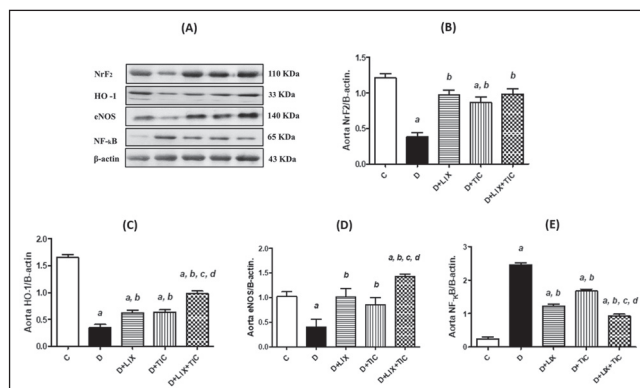 (A)
NrF2 110 KDa
HO -1 33 KDa
eNOS 140 KDa
NF-kB 65 KDa
β-actin 43 KDa
(B)
Aorta NrF2/B-actin.
1.5
1.0
0.5
0.0
a
b
a, b
b
C
D
D+LIX
D+TIC
D+LIX+TIC
(C)
Aorta HO-1/B-actin.
2.0
1.5
1.0
0.5
0.0
a
a, b
a, b
a, b, c, d
C
D
D+LIX
D+TIC
D+LIX+TIC
(D)
Aorta eNOS/B-actin.
2.0
1.5
1.0
0.5
0.0
a
b
b
a, b, c, d
C
D
D+LIX
D+TIC
D+LIX+TIC
(E)
Aorta NFκB/B-actin.
3
2
1
0
a
a, b
a, b
a, b, c, d
C
D
D+LIX
D+TIC
D+LIX+TIC